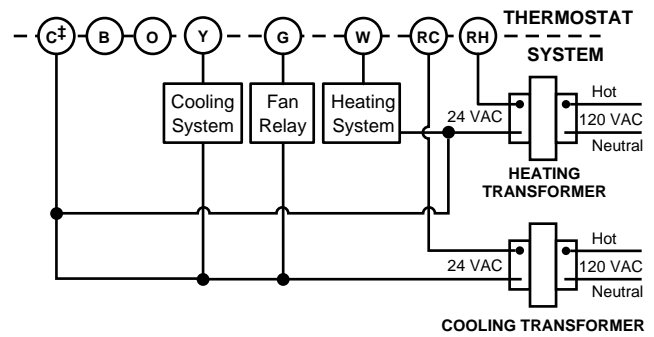 THERMOSTAT
C‡ B O Y G W RC RH
SYSTEM
Cooling
System
Fan
Relay
Heating
System
24 VAC
Hot
120 VAC
Neutral
HEATING
TRANSFORMER
24 VAC
Hot
120 VAC
Neutral
COOLING TRANSFORMER